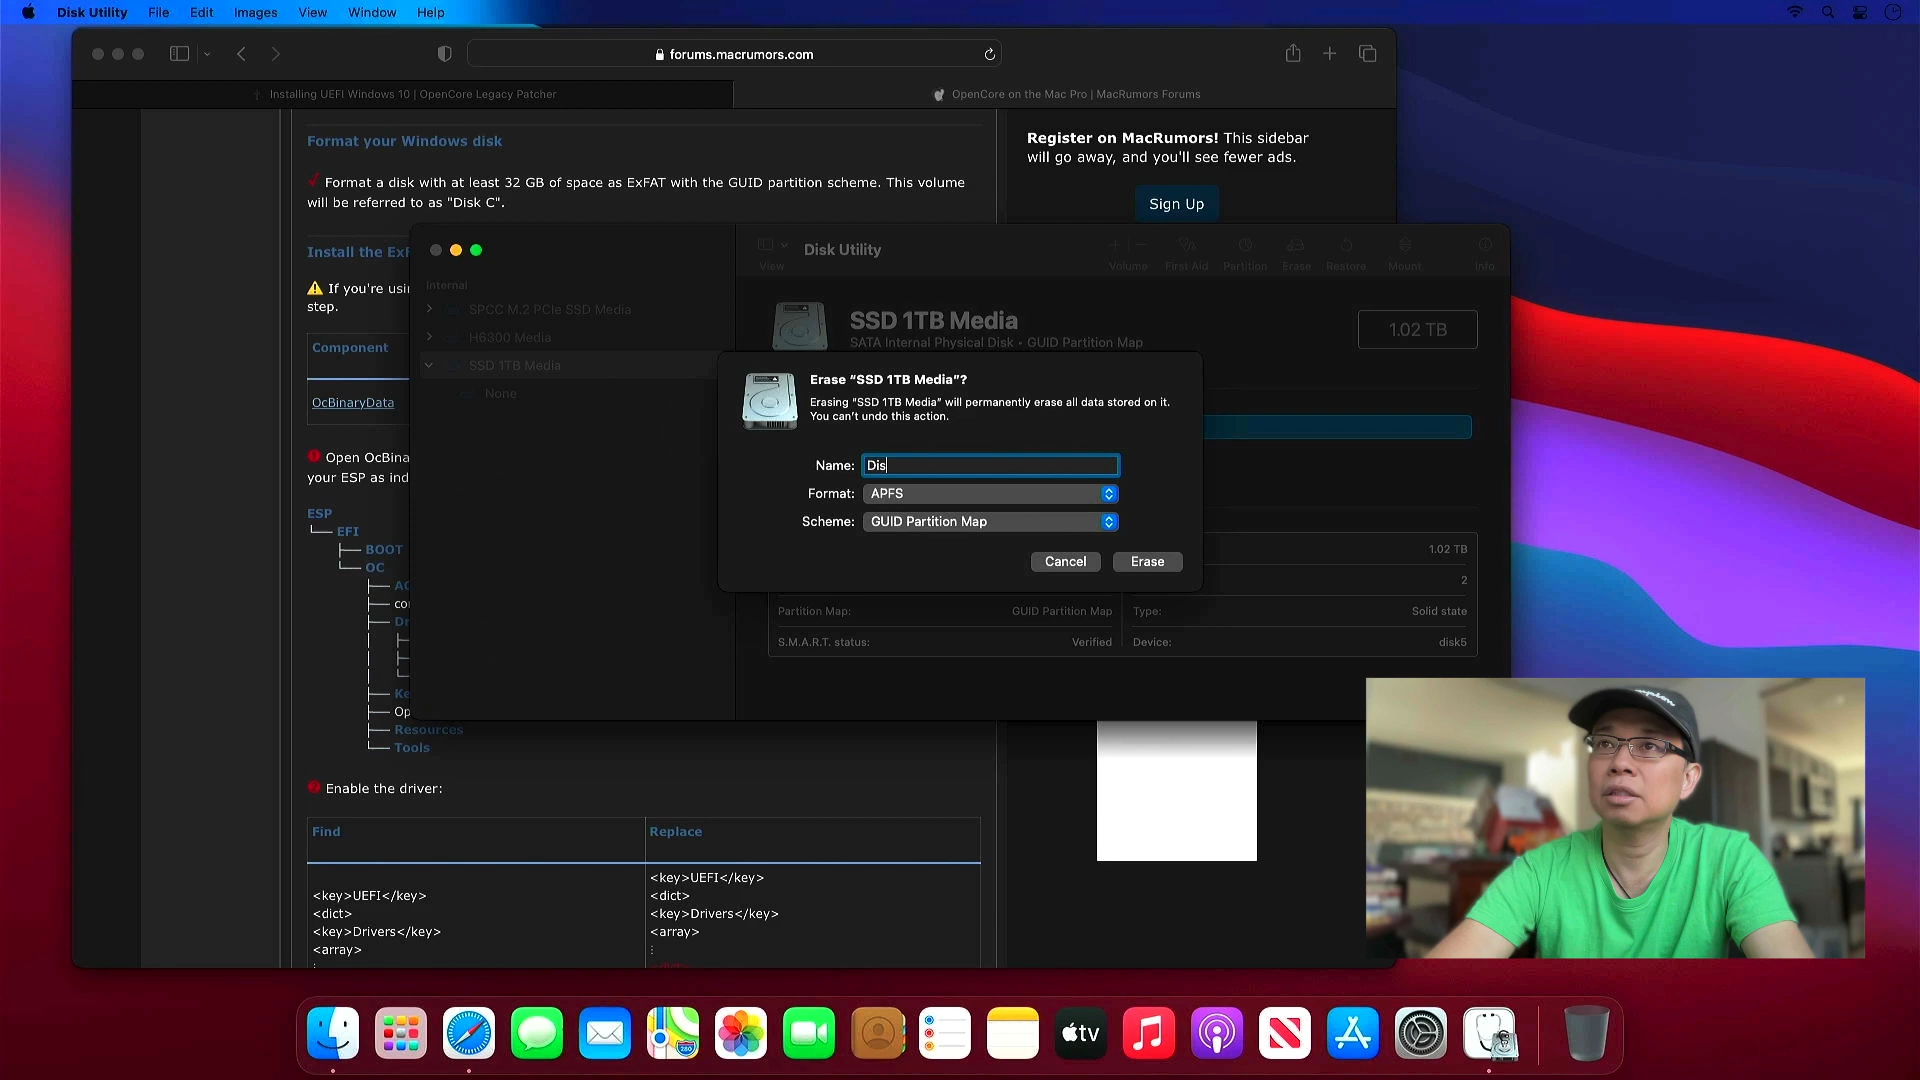 Disk Utility File Edit Images View Window Help
forums.macrumors.com
Installing UEFI Windows 10 | OpenCore Legacy Patcher
OpenCore on the Mac Pro | MacRumors Forums
Format your Windows disk
Format a disk with at least 32 GB of space as ExFAT with the GUID partition scheme. This volume
will be referred to as "Disk C".
Register on MacRumors! This sidebar
will go away, and you'll see fewer ads.
Sign Up
Install the ExF
If you're usin
step.
Component
OcBinaryData
Open OcBina
your ESP as ind
ESP
EFI
BOOT
OC
AC
co
Dr
Ke
Op
Resources
Tools
Enable the driver:
Find
Replace
<key>UEFI</key>
<dict>
<key>Drivers</key>
<array>
<key>UEFI</key>
<dict>
<key>Drivers</key>
<array>
Internal
SPCC M.2 PCIe SSD Media
H6300 Media
SSD 1TB Media
None
View
Disk Utility
Volume
First Aid
Partition
Erase
Restore
Mount
Info
SSD 1TB Media
SATA Internal Physical Disk • GUID Partition Map
1.02 TB
Erase “SSD 1TB Media”?
Erasing “SSD 1TB Media” will permanently erase all data stored on it.
You can’t undo this action.
Name: Dis
Format: APFS
Scheme: GUID Partition Map
Cancel
Erase
1.02 TB
2
Partition Map: GUID Partition Map
Type: Solid state
S.M.A.R.T. status: Verified
Device: disk5
280
tv